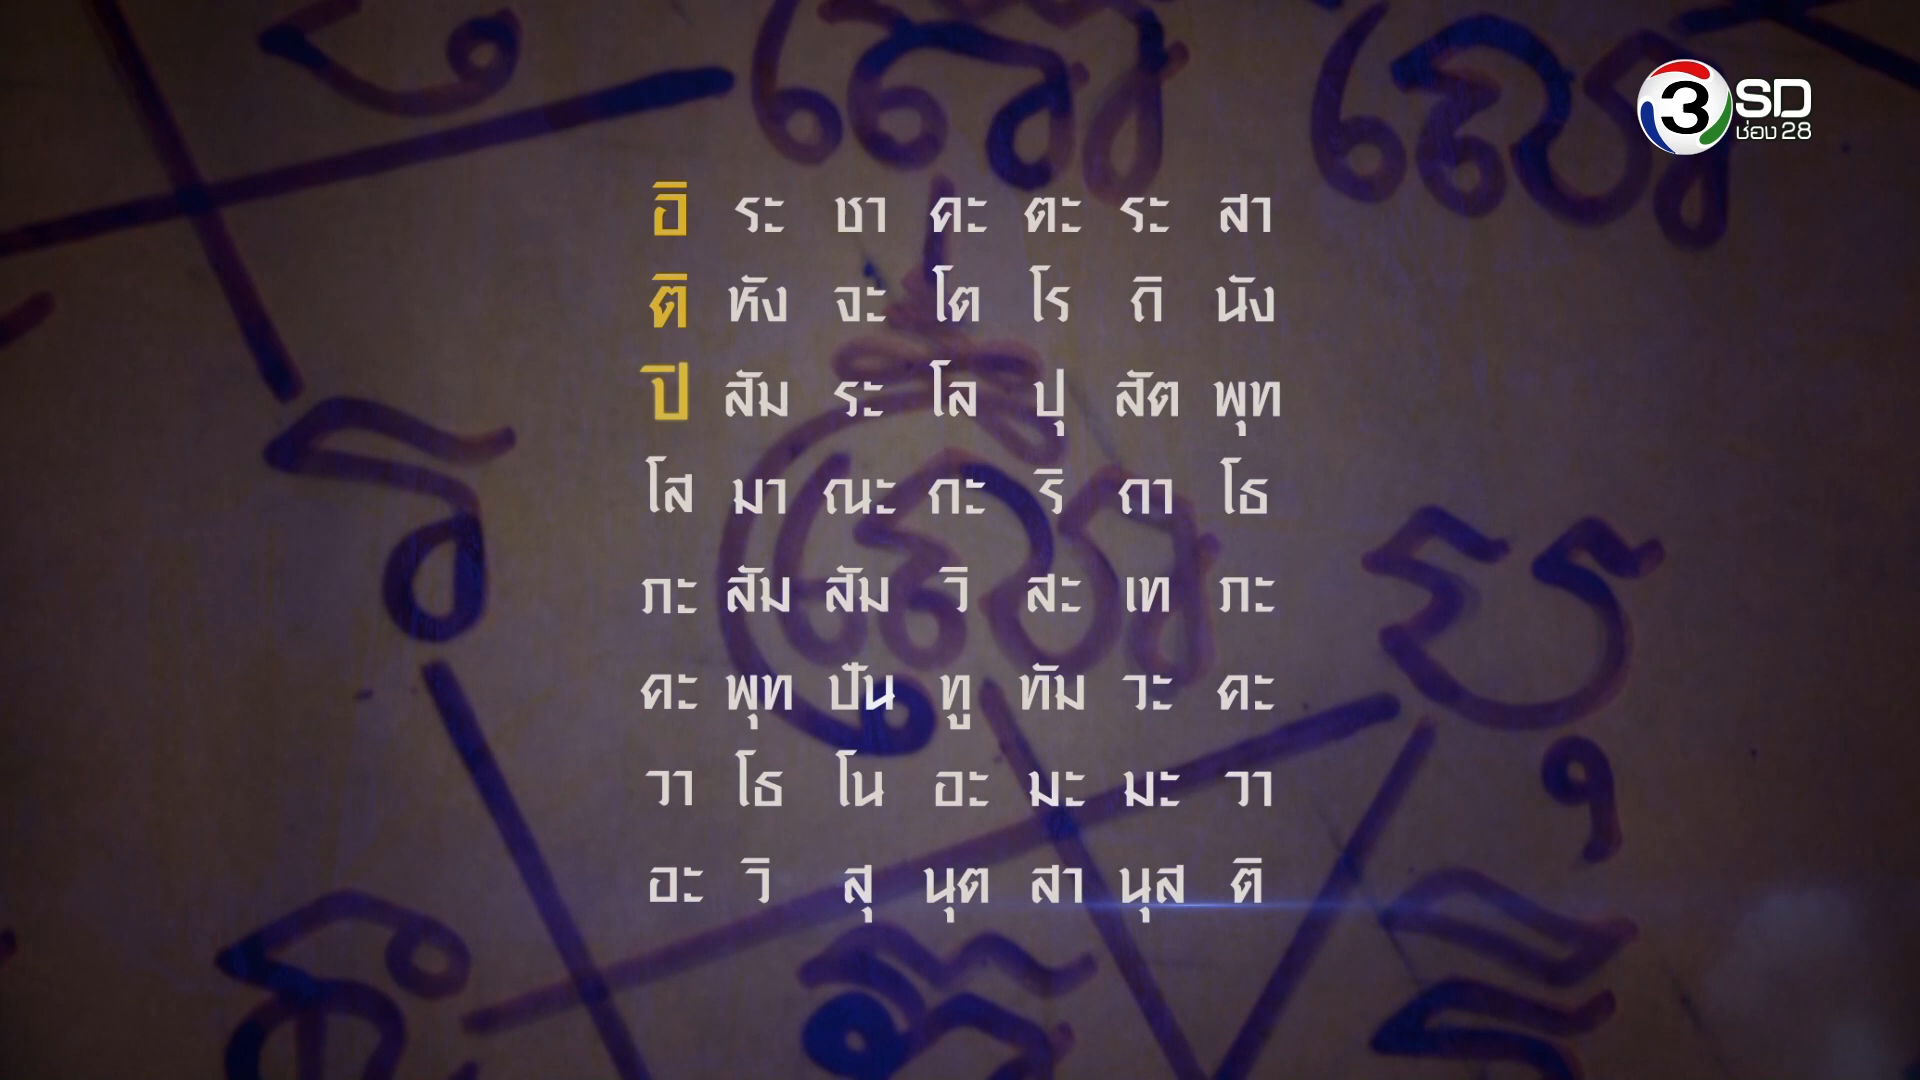 3 SD
ช่อง 28
อิ ระ ชา คะ ตะ ระ สา
ติ หัง จะ โต โร ถิ นัง
ปิ สัม ระ โล ปุ สัต พุท
โส มา ณะ กะ ริ ถา โธ
ภะ สัม สัม วิ สะ เท ภะ
คะ พุท ปัน ทู ทัม วะ คะ
วา โธ โน อะ มะ มะ วา
อะ วิ สุ นุต สา นุส ติ